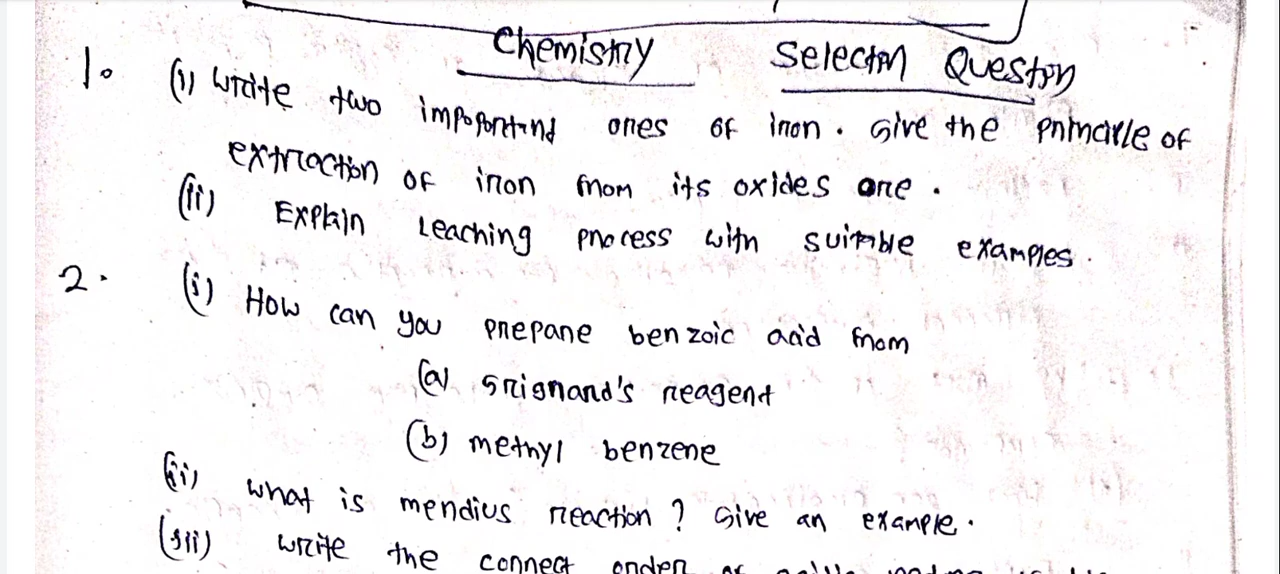 Chemistry Selection Question
1. (i) Write two impoportand ores of iron. Give the principle of
extraction of iron from its oxides ore.
(ii) Explain Leaching process with suitable examples.
2. (i) How can you prepare benzoic acid from
(a) Grignard's reagent
(b) methyl benzene
(ii) What is mendius reaction? Give an example.
(iii) Write the correct order of